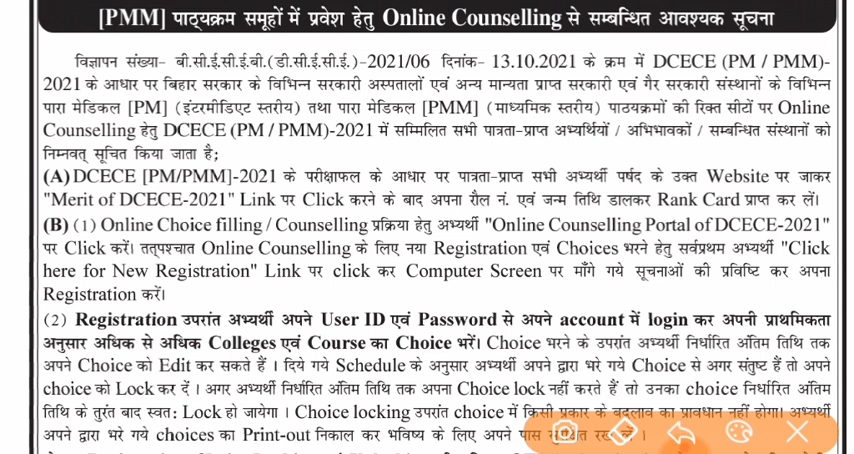 [PMM] पाठ्यक्रम समूहों में प्रवेश हेतु Online Counselling से सम्बन्धित आवश्यक सूचना
विज्ञापन संख्या- बी.सी.ई.सी.ई.बी.(डी.सी.ई.सी.ई.)-2021/06 दिनांक- 13.10.2021 के क्रम में DCECE (PM / PMM)-
2021 के आधार पर बिहार सरकार के विभिन्न सरकारी अस्पतालों एवं अन्य मान्यता प्राप्त सरकारी एवं गैर सरकारी संस्थानों के विभिन्न
पारा मेडिकल [PM] (इंटरमीडिएट स्तरीय) तथा पारा मेडिकल [PMM] (माध्यमिक स्तरीय) पाठयक्रमों की रिक्त सीटों पर Online
Counselling हेतु DCECE (PM / PMM)-2021 में सम्मिलित सभी पात्रता-प्राप्त अभ्यर्थियों / अभिभावकों / सम्बन्धित संस्थानों को
निम्नवत् सूचित किया जाता है;
(A) DCECE [PM/PMM]-2021 के परीक्षाफल के आधार पर पात्रता-प्राप्त सभी अभ्यर्थी पर्षद के उक्त Website पर जाकर
"Merit of DCECE-2021" Link पर Click करने के बाद अपना रौल नं. एवं जन्म तिथि डालकर Rank Card प्राप्त कर लें।
(B) (1) Online Choice filling / Counselling प्रक्रिया हेतु अभ्यर्थी "Online Counselling Portal of DCECE-2021"
पर Click करें। तत्पश्चात Online Counselling के लिए नया Registration एवं Choices भरने हेतु सर्वप्रथम अभ्यर्थी "Click
here for New Registration" Link पर click कर Computer Screen पर माँगे गये सूचनाओं की प्रविष्टि कर अपना
Registration करें।
(2) Registration उपरांत अभ्यर्थी अपने User ID एवं Password से अपने account में login कर अपनी प्राथमिकता
अनुसार अधिक से अधिक Colleges एवं Course का Choice भरें। Choice भरने के उपरांत अभ्यर्थी निर्धारित अंतिम तिथि तक
अपने Choice को Edit कर सकते हैं । दिये गये Schedule के अनुसार अभ्यर्थी अपने द्वारा भरे गये Choice से अगर संतुष्ट हैं तो अपने
choice को Lock कर दें । अगर अभ्यर्थी निर्धारित अंतिम तिथि तक अपना Choice lock नहीं करते हैं तो उनका choice निर्धारित अंतिम
तिथि के तुरंत बाद स्वत: Lock हो जायेगा । Choice locking उपरांत choice में किसी प्रकार के बदलाव का प्रावधान नहीं होगा। अभ्यर्थी
अपने द्वारा भरे गये choices का Print-out निकाल कर भविष्य के लिए अपने पास सुरक्षित रख लें ।